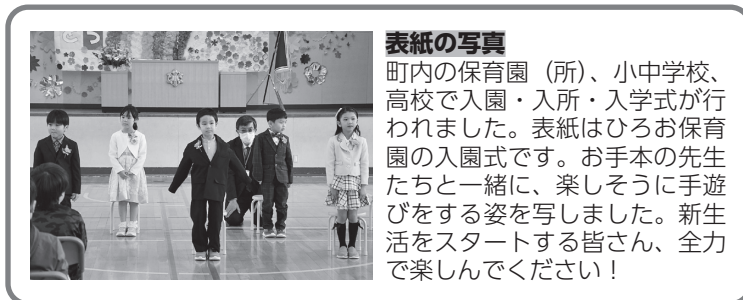 表紙の写真
町内の保育園（所）、小中学校、
高校で入園・入所・入学式が行
われました。表紙はひろお保育
園の入園式です。お手本の先生
たちと一緒に、楽しそうに手遊
びをする姿を写しました。新生
活をスタートする皆さん、全力
で楽しんでください！